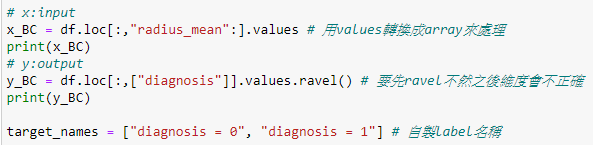 # x:input
x_BC = df.loc[:,"radius_mean":].values # 用values轉換成array來處理
print(x_BC)
# y:output
y_BC = df.loc[:,["diagnosis"]].values.ravel() # 要先ravel不然之後維度會不正確
print(y_BC)
target_names = ["diagnosis = 0", "diagnosis = 1"] # 自製label名稱